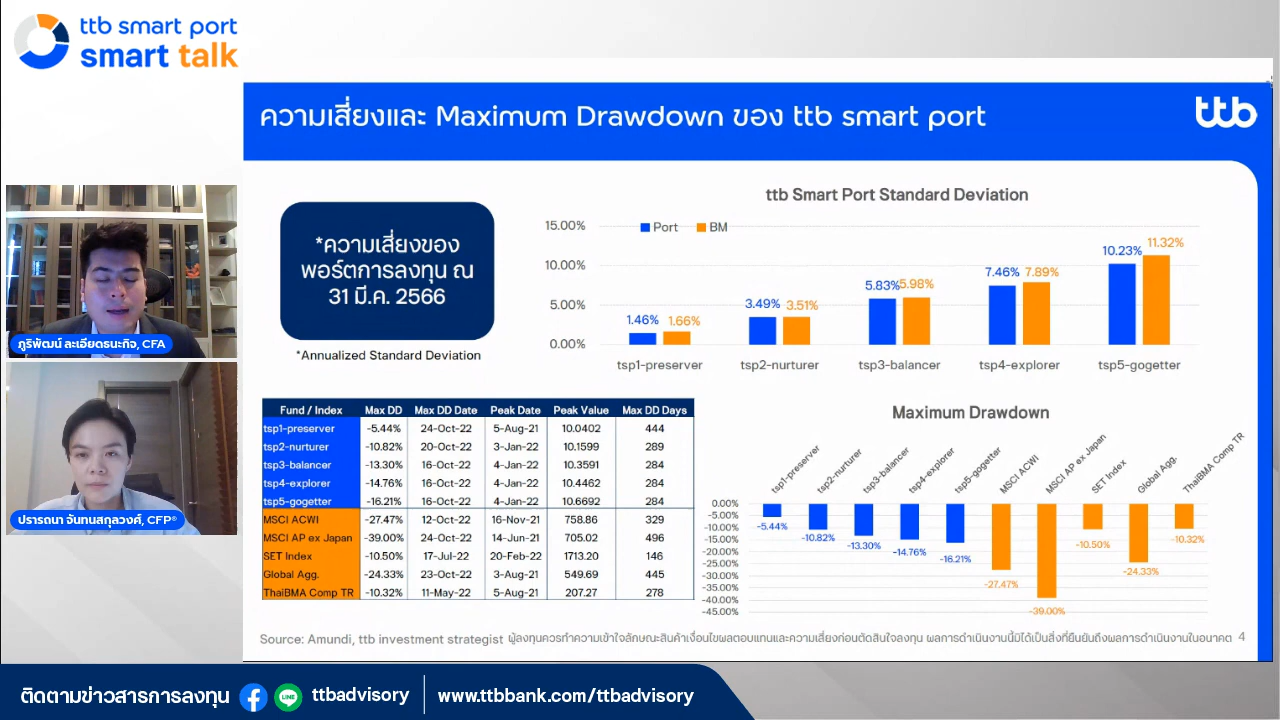 ttb smart port
smart talk
ความเสี่ยงและ Maximum Drawdown ของ ttb smart port
ttb
*ความเสี่ยงของ
พอร์ตการลงทุน ณ
31 มี.ค. 2566
*Annualized Standard Deviation
ttb Smart Port Standard Deviation
Port BM
15.00%
10.00%
5.00%
0.00%
1.46% 1.66% 3.49% 3.51% 5.83% 5.98% 7.46% 7.89% 10.23% 11.32%
tsp1-preserver tsp2-nurturer tsp3-balancer tsp4-explorer tsp5-gogetter
ภูริพัฒน์ ละเอียดธนะกิจ, CFA
ปรารถนา จันทนสกุลวงศ์, CFP®
Fund / Index Max DD Max DD Date Peak Date Peak Value Max DD Days
tsp1-preserver -5.44% 24-Oct-22 5-Aug-21 10.0402 444
tsp2-nurturer -10.82% 20-Oct-22 3-Jan-22 10.1599 289
tsp3-balancer -13.30% 16-Oct-22 4-Jan-22 10.3591 284
tsp4-explorer -14.76% 16-Oct-22 4-Jan-22 10.4462 284
tsp5-gogetter -16.21% 16-Oct-22 4-Jan-22 10.6692 284
MSCI ACWI -27.47% 12-Oct-22 16-Nov-21 758.86 329
MSCI AP ex Japan -39.00% 24-Oct-22 14-Jun-21 705.02 496
SET Index -10.50% 17-Jul-22 20-Feb-22 1713.20 146
Global Agg. -24.33% 23-Oct-22 3-Aug-21 549.69 445
ThaiBMA Comp TR -10.32% 11-May-22 5-Aug-21 207.27 278
Maximum Drawdown
tsp1-preserver tsp2-nurturer tsp3-balancer tsp4-explorer tsp5-gogetter MSCI ACWI MSCI AP ex Japan SET Index Global Agg. ThaiBMA Comp TR
0.00%
-5.00%
-10.00%
-15.00%
-20.00%
-25.00%
-30.00%
-35.00%
-40.00%
-45.00%
-5.44% -10.82% -13.30% -14.76% -16.21% -27.47% -39.00% -10.50% -24.33% -10.32%
Source: Amundi, ttb investment strategist ผู้ลงทุนควรทำความเข้าใจลักษณะสินค้าเงื่อนไขผลตอบแทนและความเสี่ยงก่อนตัดสินใจลงทุน ผลการดำเนินงานนี้มิได้เป็นสิ่งที่ยืนยันถึงผลการดำเนินงานในอนาคต 4
ติดตามข่าวสารการลงทุน f LINE ttbadvisory www.ttbbank.com/ttbadvisory